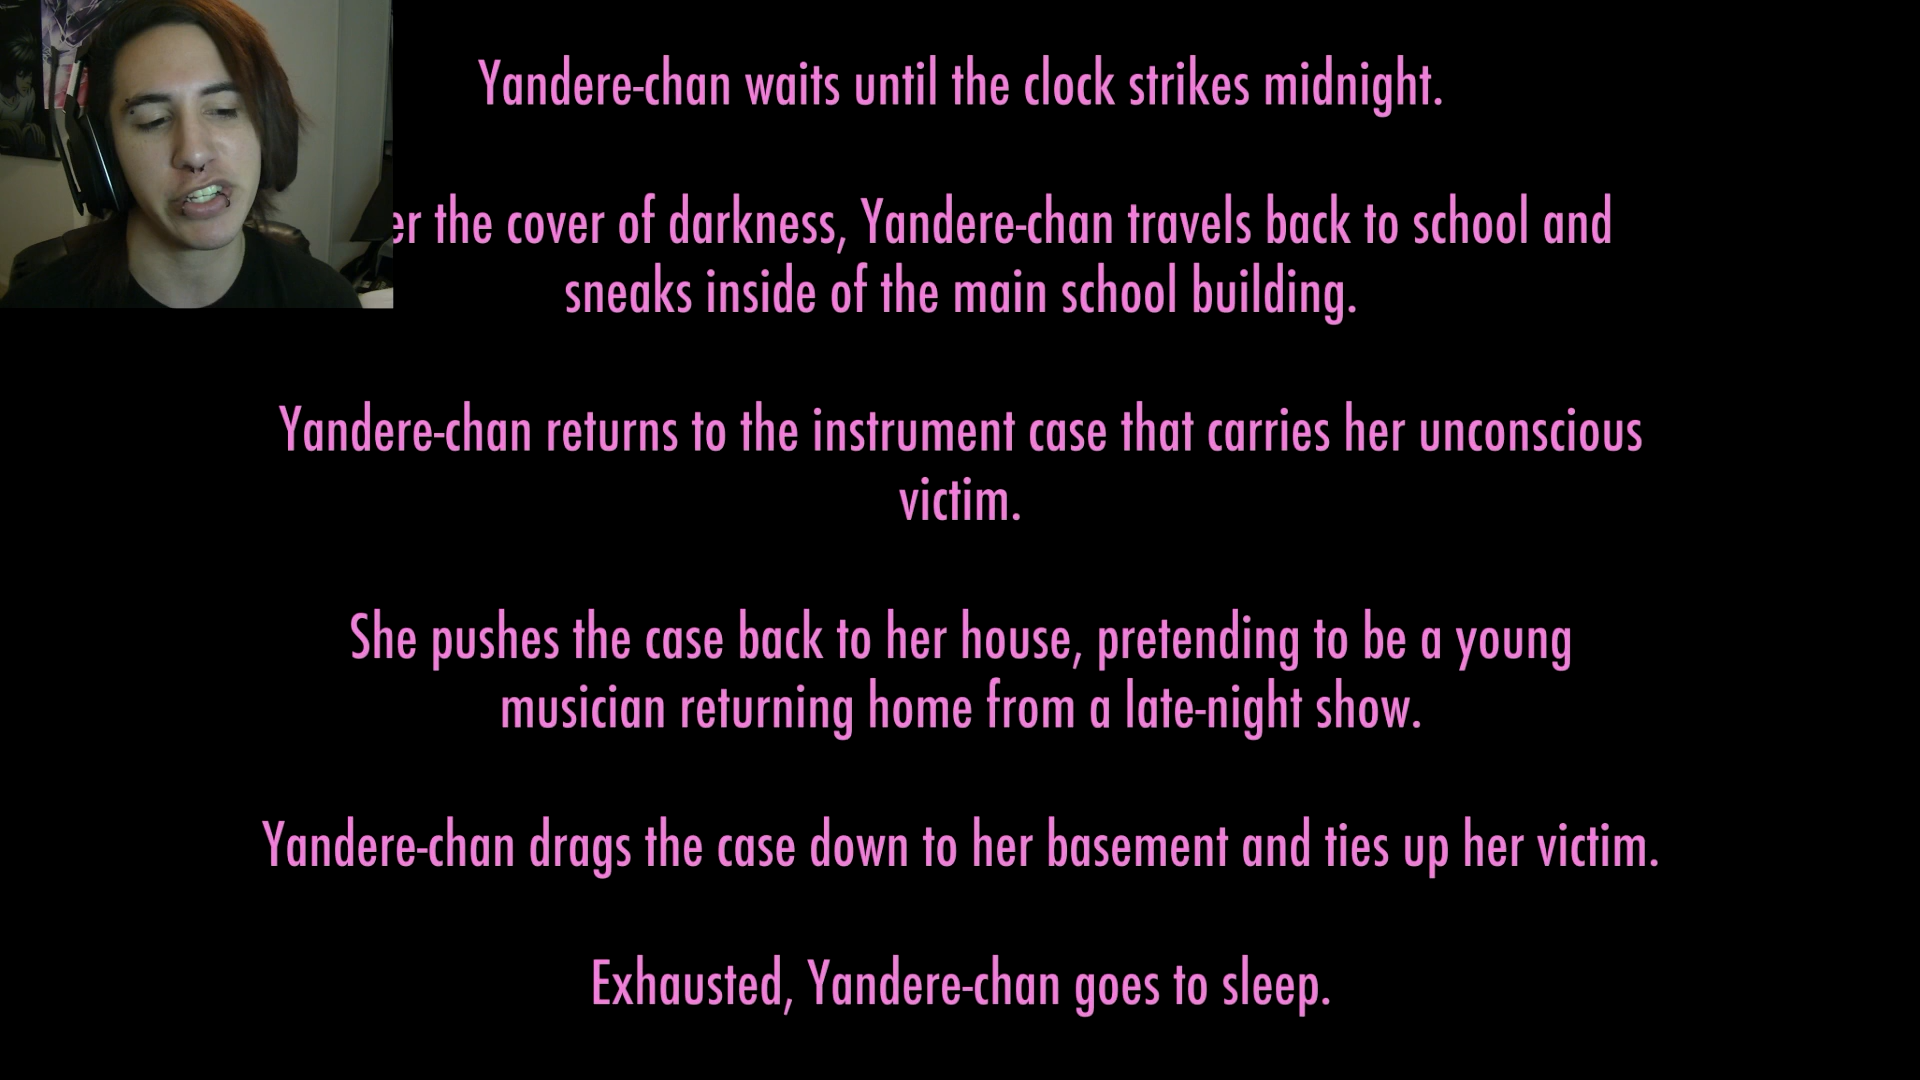 Yandere-chan waits until the clock strikes midnight.
er the cover of darkness, Yandere-chan travels back to school and
sneaks inside of the main school building.
Yandere-chan returns to the instrument case that carries her unconscious
victim.
She pushes the case back to her house, pretending to be a young
musician returning home from a late-night show.
Yandere-chan drags the case down to her basement and ties up her victim.
Exhausted, Yandere-chan goes to sleep.